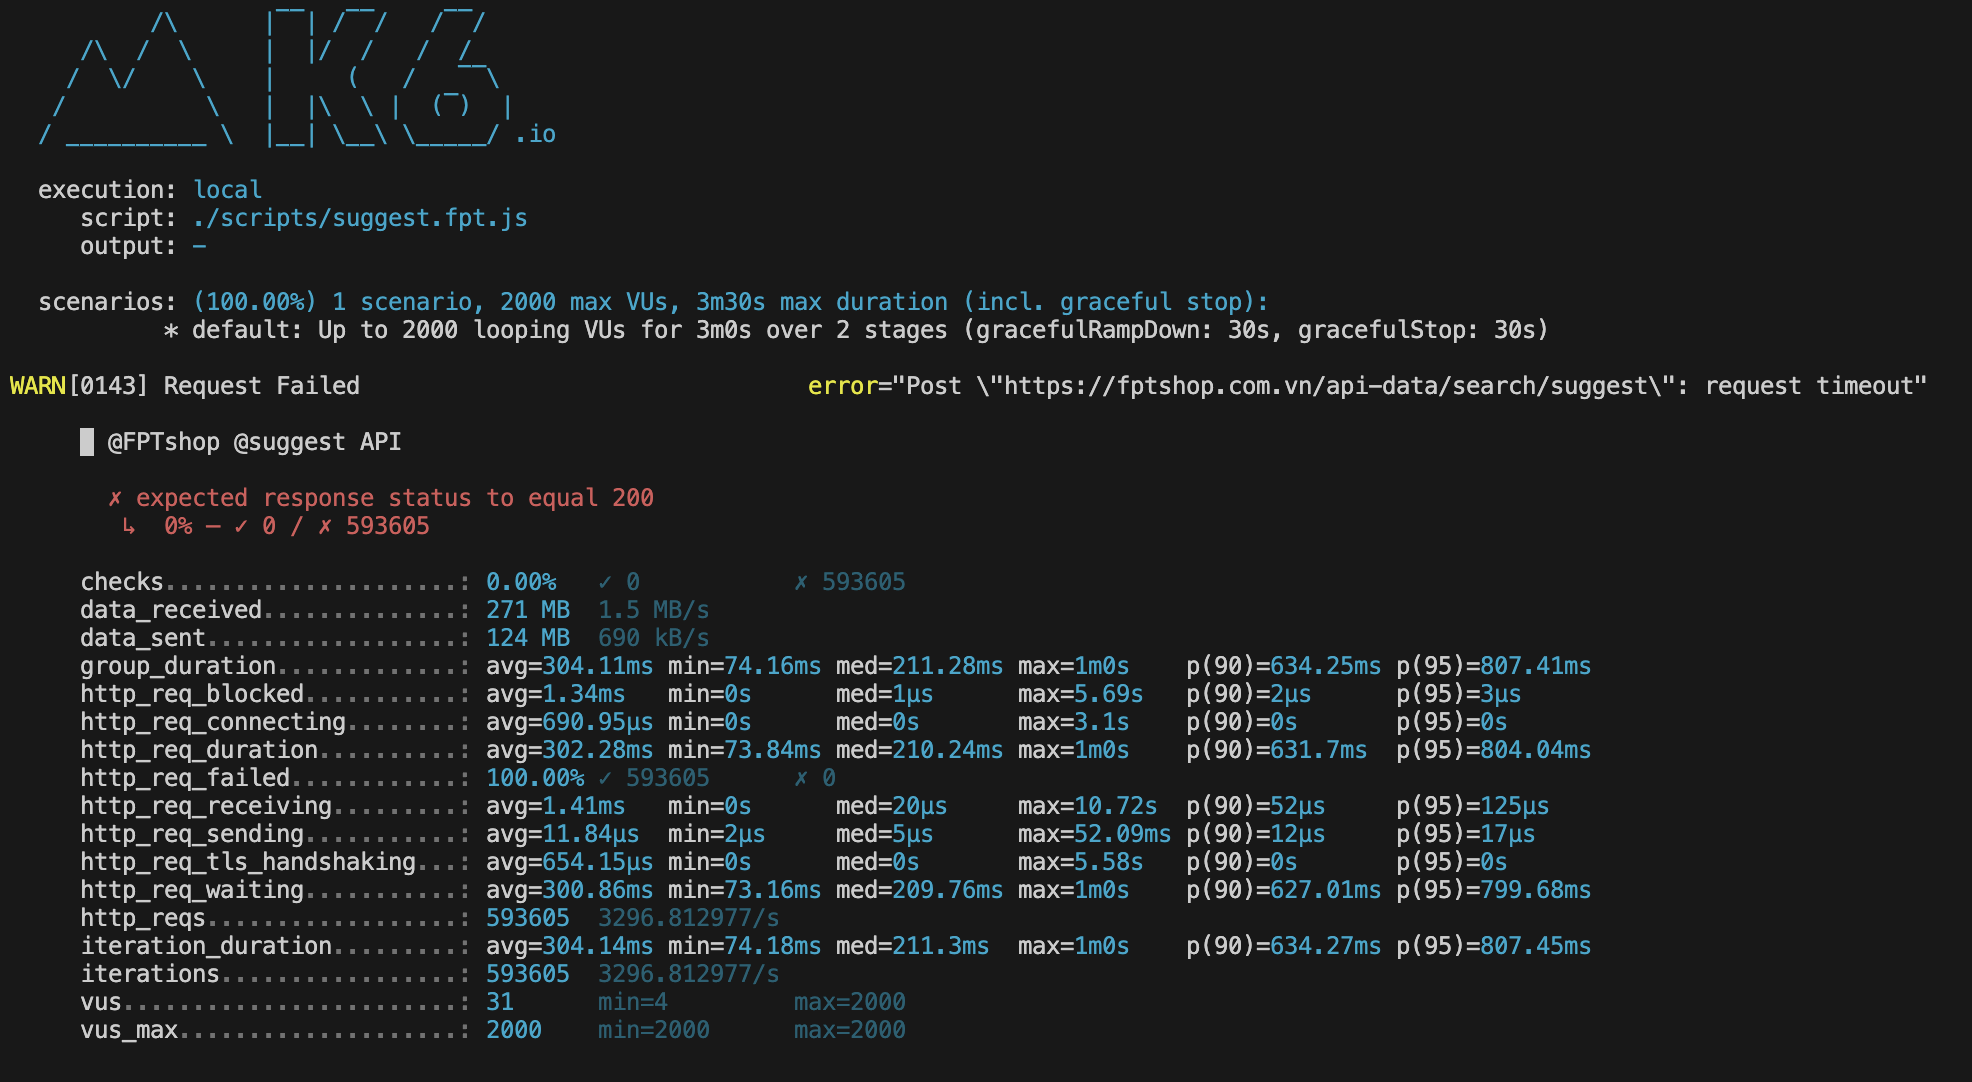 .io
execution: local
script: ./scripts/suggest.fpt.js
output: -
scenarios: (100.00%) 1 scenario, 2000 max VUs, 3m30s max duration (incl. graceful stop):
* default: Up to 2000 looping VUs for 3m0s over 2 stages (gracefulRampDown: 30s, gracefulStop: 30s)
WARN[0143] Request Failed error="Post \"https://fptshop.com.vn/api-data/search/suggest\": request timeout"
█ @FPTshop @suggest API
✗ expected response status to equal 200
↳ 0% — ✓ 0 / ✗ 593605
checks.....................: 0.00% ✓ 0 ✗ 593605
data_received..............: 271 MB 1.5 MB/s
data_sent..................: 124 MB 690 kB/s
group_duration.............: avg=304.11ms min=74.16ms med=211.28ms max=1m0s p(90)=634.25ms p(95)=807.41ms
http_req_blocked...........: avg=1.34ms min=0s med=1µs max=5.69s p(90)=2µs p(95)=3µs
http_req_connecting........: avg=690.95µs min=0s med=0s max=3.1s p(90)=0s p(95)=0s
http_req_duration..........: avg=302.28ms min=73.84ms med=210.24ms max=1m0s p(90)=631.7ms p(95)=804.04ms
http_req_failed............: 100.00% ✓ 593605 ✗ 0
http_req_receiving.........: avg=1.41ms min=0s med=20µs max=10.72s p(90)=52µs p(95)=125µs
http_req_sending...........: avg=11.84µs min=2µs med=5µs max=52.09ms p(90)=12µs p(95)=17µs
http_req_tls_handshaking...: avg=654.15µs min=0s med=0s max=5.58s p(90)=0s p(95)=0s
http_req_waiting...........: avg=300.86ms min=73.16ms med=209.76ms max=1m0s p(90)=627.01ms p(95)=799.68ms
http_reqs..................: 593605 3296.812977/s
iteration_duration.........: avg=304.14ms min=74.18ms med=211.3ms max=1m0s p(90)=634.27ms p(95)=807.45ms
iterations.................: 593605 3296.812977/s
vus........................: 31 min=4 max=2000
vus_max....................: 2000 min=2000 max=2000